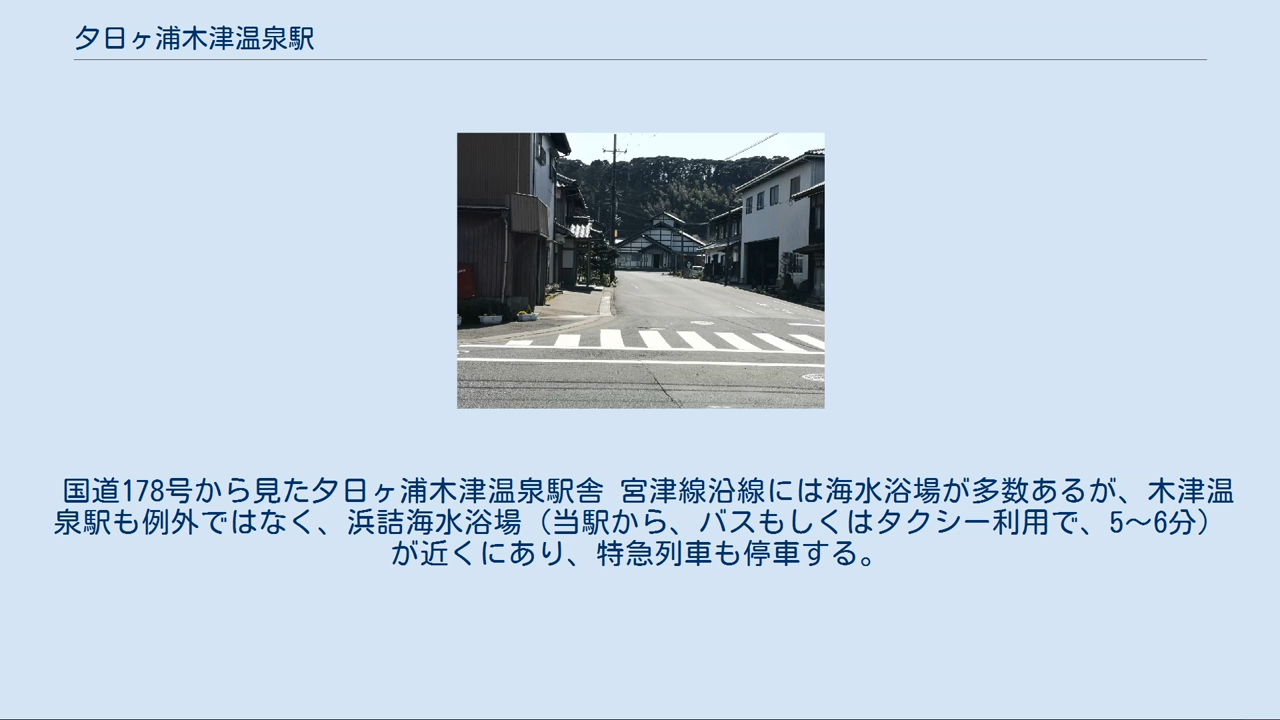 夕日ヶ浦木津温泉駅
国道178号から見た夕日ヶ浦木津温泉駅舎 宮津線沿線には海水浴場が多数あるが、木津温
泉駅も例外ではなく、浜詰海水浴場（当駅から、バスもしくはタクシー利用で、5〜6分）
が近くにあり、特急列車も停車する。